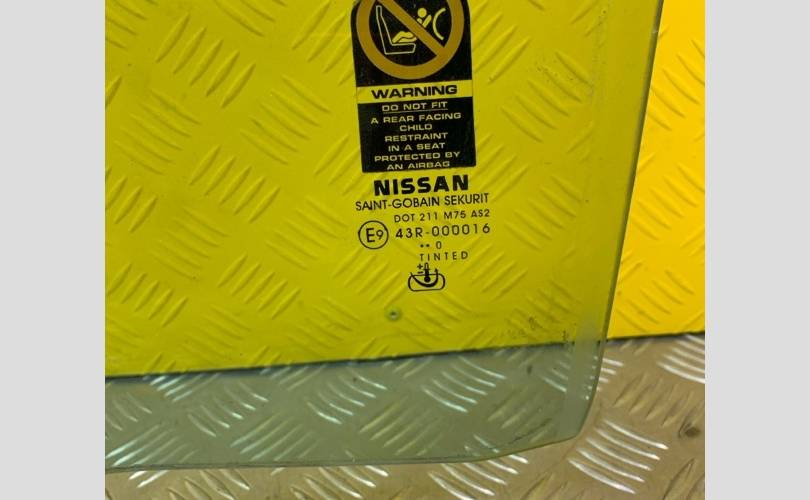 WARNING
DO NOT FIT
A REAR FACING
CHILD
RESTRAINT
IN A SEAT
PROTECTED BY
AN AIRBAG
NISSAN
SAINT-GOBAIN SEKURIT
DOT 211 M75 AS2
E9 43R-000016
•• 0
TINTED